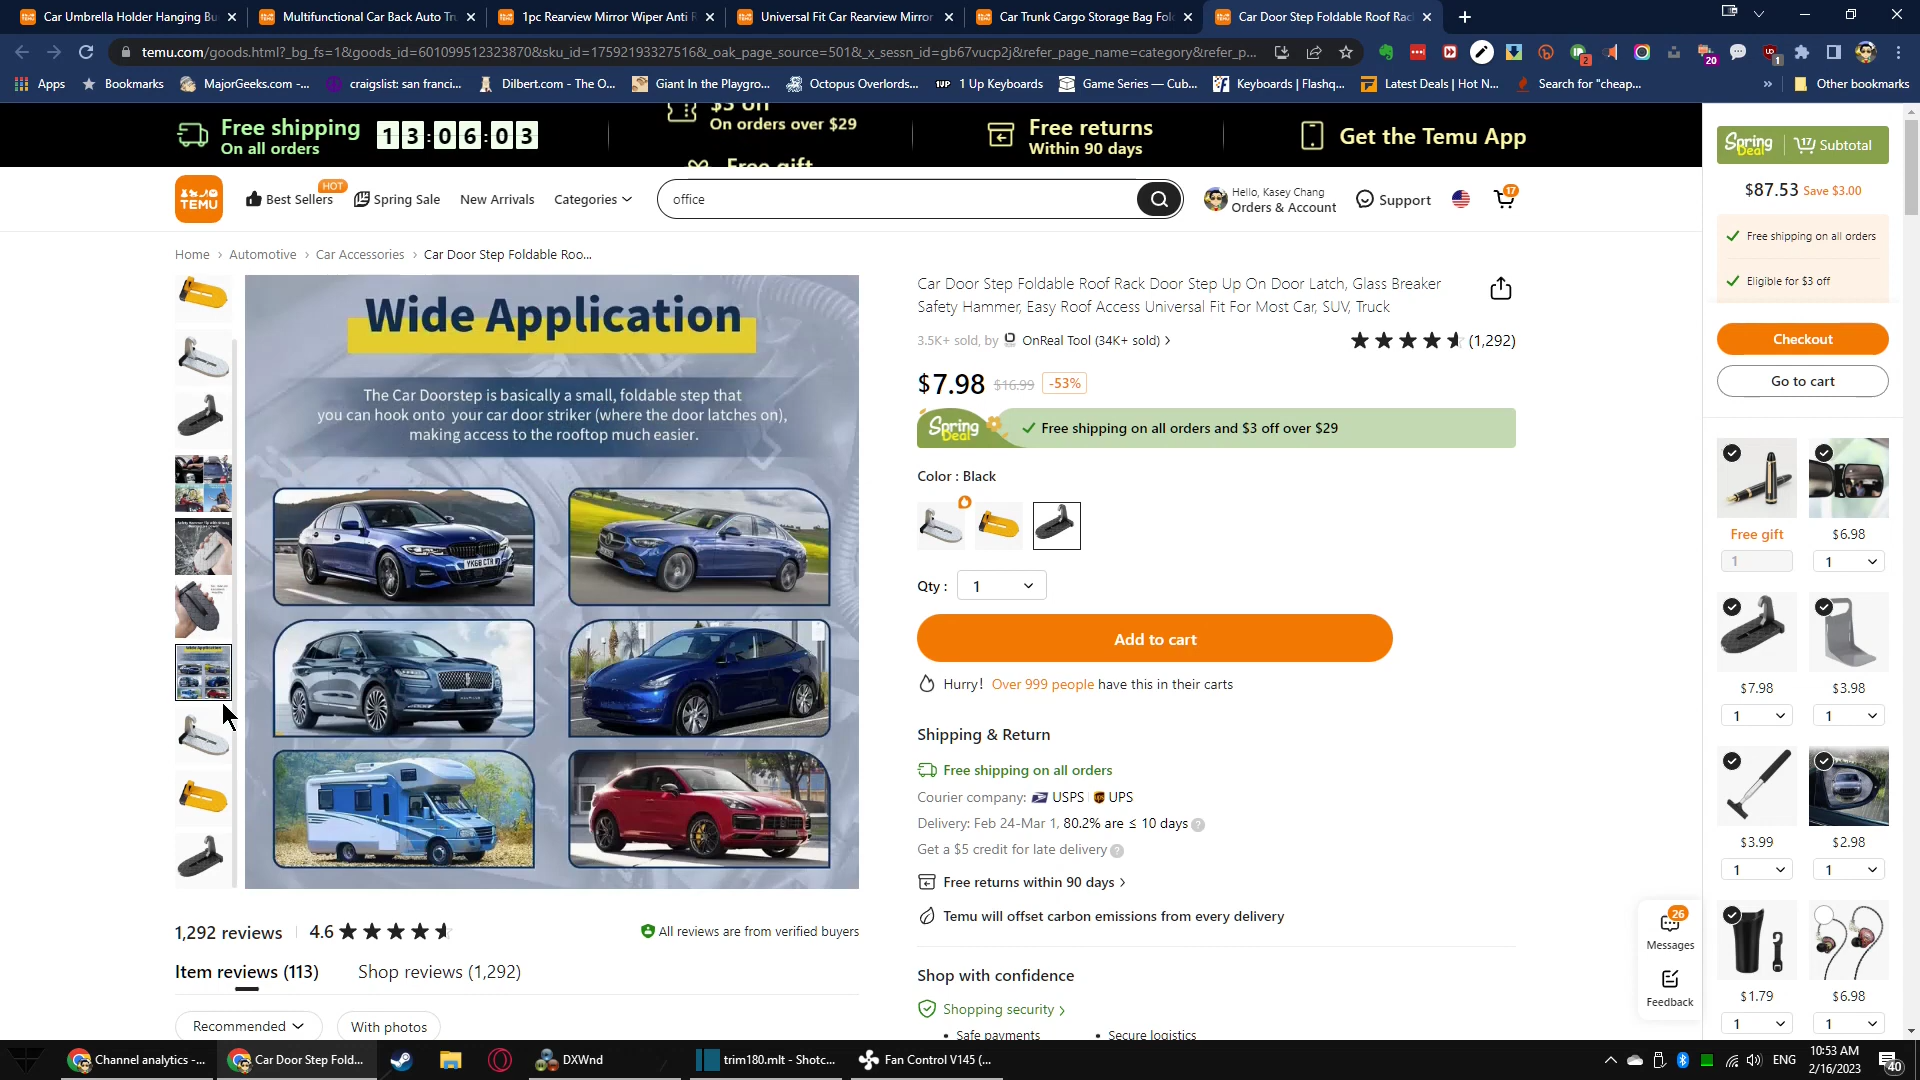 Car Umbrella Holder Hanging Bu
Multifunctional Car Back Auto Tr
1pc Rearview Mirror Wiper Anti R
Universal Fit Car Rearview Mirror
Car Trunk Cargo Storage Bag Fol
Car Door Step Foldable Roof Rac
temu.com/goods.html?_bg_fs=1&goods_id=601099512323870&sku_id=17592193327516&_oak_page_source=501&_x_sessn_id=gb67vucp2j&refer_page_name=category&refer_p...
Apps
Bookmarks
MajorGeeks.com -...
craigslist: san franci...
Dilbert.com - The O...
Giant In the Playgro...
Octopus Overlords...
1UP 1 Up Keyboards
Game Series — Cub...
Keyboards | Flashq...
Latest Deals | Hot N...
Search for "cheap...
»
Other bookmarks
Free shipping
On all orders
13:06:03
$3 off
On orders over $29
Free gift
Free returns
Within 90 days
Get the Temu App
TEMU
Best Sellers
HOT
Spring Sale
New Arrivals
Categories
office
Hello, Kasey Chang
Orders & Account
Support
17
Home > Automotive > Car Accessories > Car Door Step Foldable Roo...
Wide Application
The Car Doorstep is basically a small, foldable step that
you can hook onto your car door striker (where the door latches on),
making access to the rooftop much easier.
Car Door Step Foldable Roof Rack Door Step Up On Door Latch, Glass Breaker
Safety Hammer, Easy Roof Access Universal Fit For Most Car, SUV, Truck
3.5K+ sold, by OnReal Tool (34K+ sold) >
(1,292)
$7.98 $16.99 -53%
Spring Deal
Free shipping on all orders and $3 off over $29
Color : Black
Qty : 1
Add to cart
Hurry! Over 999 people have this in their carts
Shipping & Return
Free shipping on all orders
Courier company: USPS UPS
Delivery: Feb 24-Mar 1, 80.2% are ≤ 10 days ?
Get a $5 credit for late delivery ?
Free returns within 90 days >
Temu will offset carbon emissions from every delivery
Shop with confidence
Shopping security >
• Safe payments • Secure logistics
1,292 reviews
4.6
All reviews are from verified buyers
Item reviews (113)
Shop reviews (1,292)
Recommended
With photos
Spring Deal
17 Subtotal
$87.53 Save $3.00
Free shipping on all orders
Eligible for $3 off
Checkout
Go to cart
Free gift
1
$6.98
1
$7.98
1
$3.98
1
$3.99
1
$2.98
1
$1.79
1
$6.98
1
26
Messages
Feedback
Channel analytics -...
Car Door Step Fold...
DXWnd
trim180.mlt - Shotc...
Fan Control V145 (...
ENG
10:53 AM
2/16/2023
40